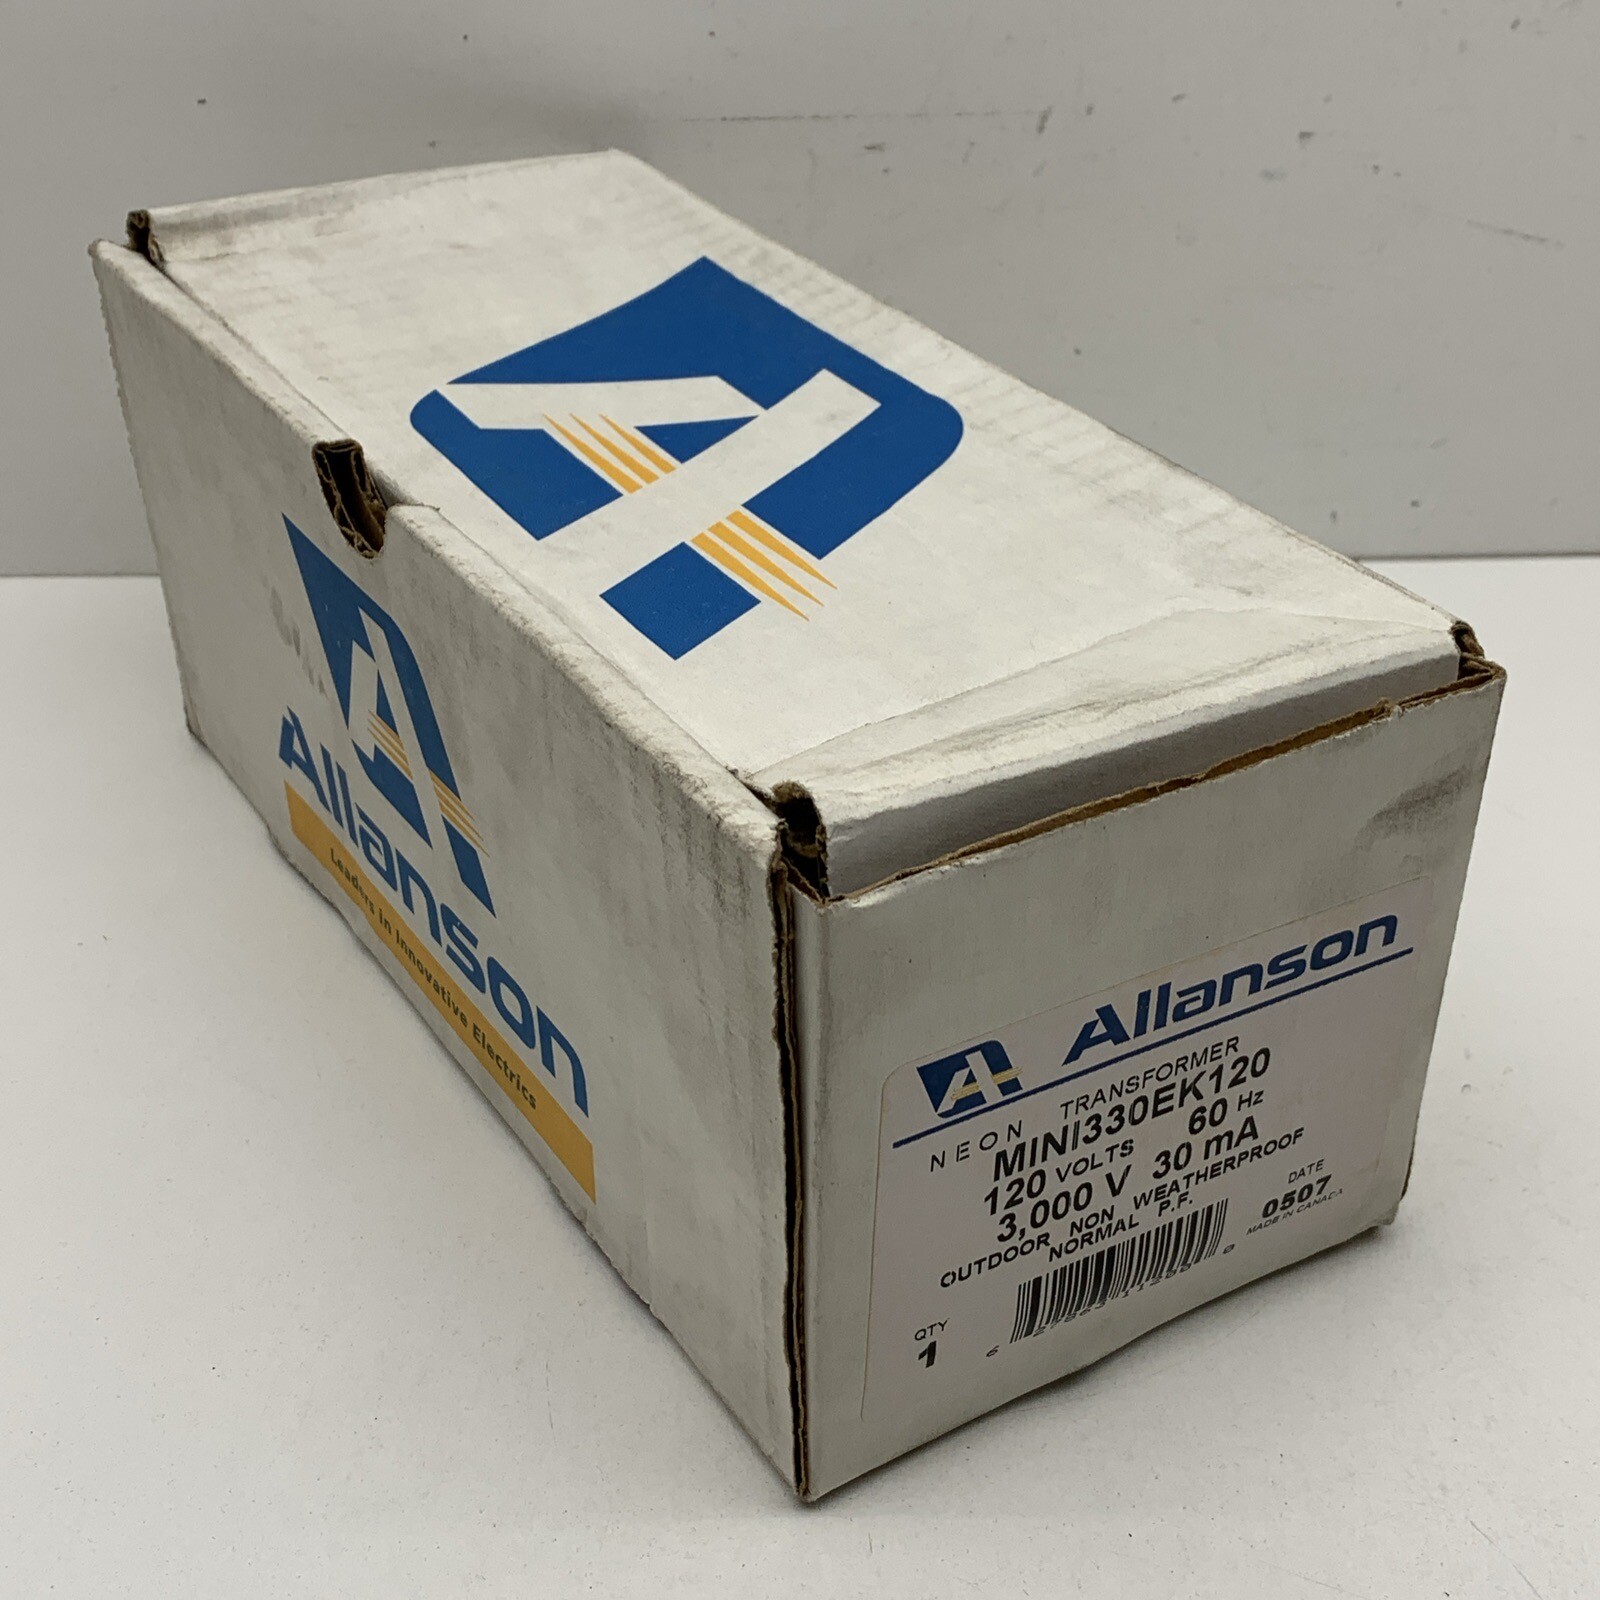 Allanson
Leaders in Innovative Electrics
Allanson
NEON TRANSFORMER
MINI330EK120
120 VOLTS 60 Hz
3,000 V 30 mA
OUTDOOR NON WEATHERPROOF
NORMAL P.F.
DATE
0507
MADE IN CANADA
QTY
1